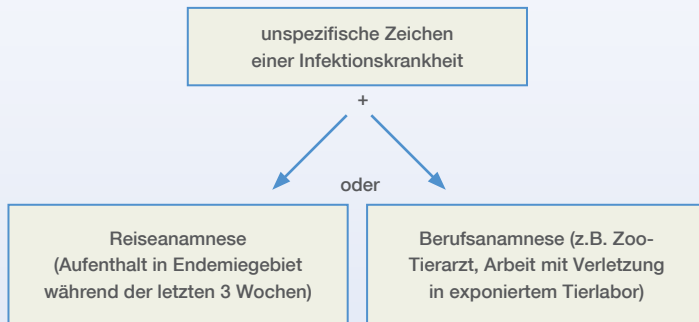 unspezifische Zeichen
einer Infektionskrankheit
+
oder
Reiseanamnese
(Aufenthalt in Endemiegebiet
während der letzten 3 Wochen)
Berufsanamnese (z.B. Zoo-
Tierarzt, Arbeit mit Verletzung
in exponiertem Tierlabor)